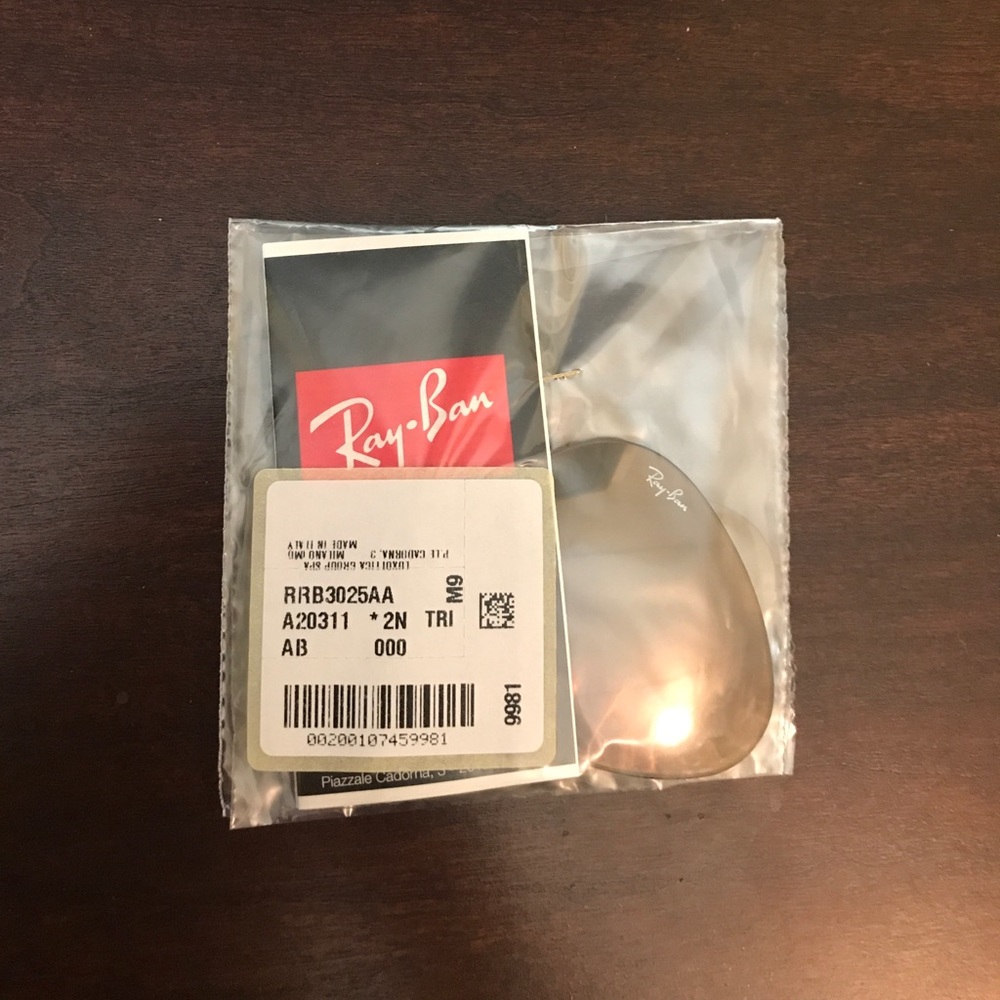 Ray-Ban
Ray-Ban
LUXOTTICA GROUP SPA
P.LE CADORNA, 3 MILANO
MADE IN ITALY
RRB3025AA
M9
A20311 *2N TRI
AB 000
9981
00200107459981
Piazzale Cadorna, 3